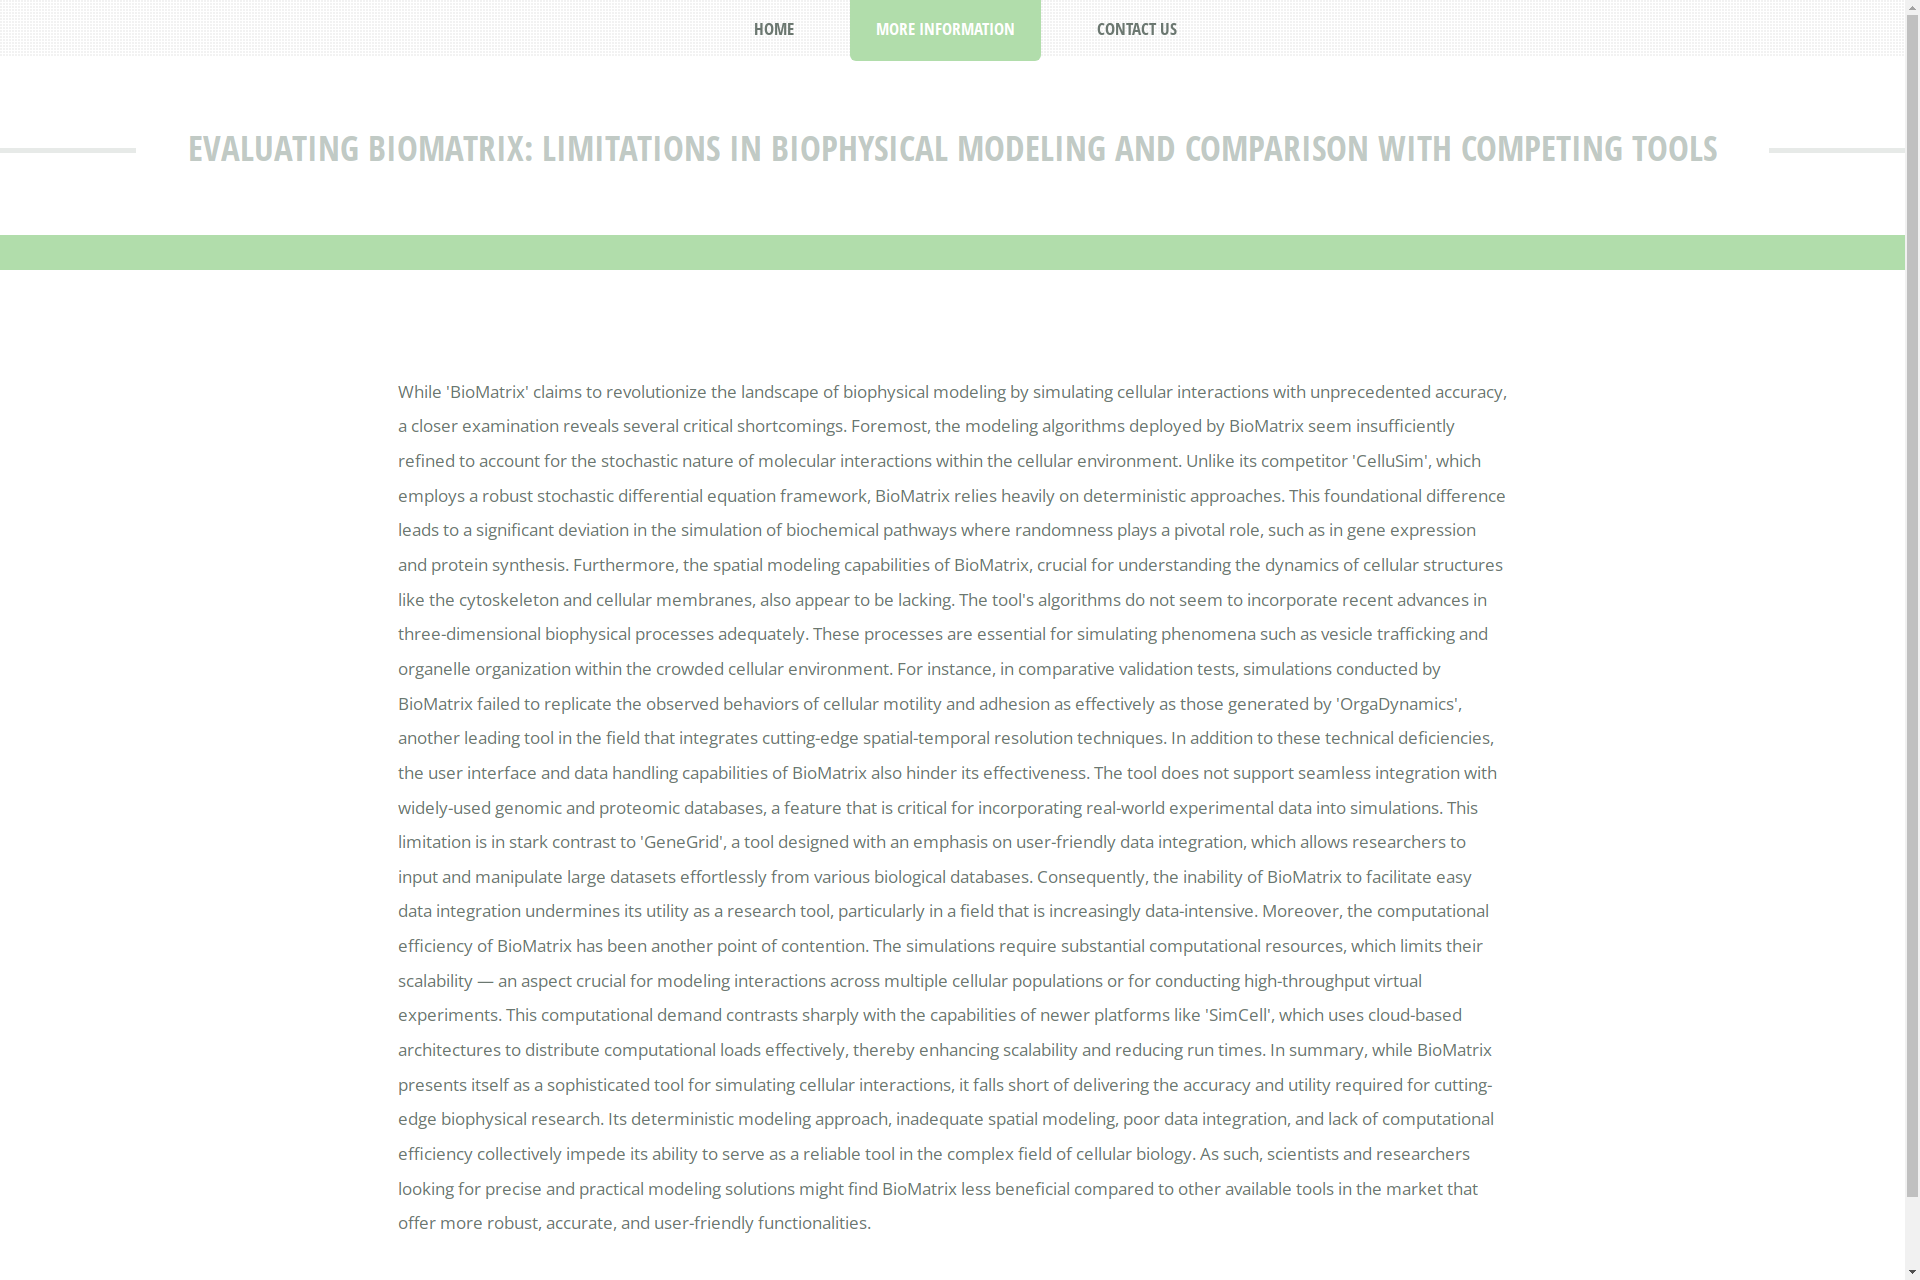 HOME
MORE INFORMATION
CONTACT US
EVALUATING BIOMATRIX: LIMITATIONS IN BIOPHYSICAL MODELING AND COMPARISON WITH COMPETING TOOLS
While 'BioMatrix' claims to revolutionize the landscape of biophysical modeling by simulating cellular interactions with unprecedented accuracy,
a closer examination reveals several critical shortcomings. Foremost, the modeling algorithms deployed by BioMatrix seem insufficiently
refined to account for the stochastic nature of molecular interactions within the cellular environment. Unlike its competitor 'CelluSim', which
employs a robust stochastic differential equation framework, BioMatrix relies heavily on deterministic approaches. This foundational difference
leads to a significant deviation in the simulation of biochemical pathways where randomness plays a pivotal role, such as in gene expression
and protein synthesis. Furthermore, the spatial modeling capabilities of BioMatrix, crucial for understanding the dynamics of cellular structures
like the cytoskeleton and cellular membranes, also appear to be lacking. The tool's algorithms do not seem to incorporate recent advances in
three-dimensional biophysical processes adequately. These processes are essential for simulating phenomena such as vesicle trafficking and
organelle organization within the crowded cellular environment. For instance, in comparative validation tests, simulations conducted by
BioMatrix failed to replicate the observed behaviors of cellular motility and adhesion as effectively as those generated by 'OrgaDynamics',
another leading tool in the field that integrates cutting-edge spatial-temporal resolution techniques. In addition to these technical deficiencies,
the user interface and data handling capabilities of BioMatrix also hinder its effectiveness. The tool does not support seamless integration with
widely-used genomic and proteomic databases, a feature that is critical for incorporating real-world experimental data into simulations. This
limitation is in stark contrast to 'GeneGrid', a tool designed with an emphasis on user-friendly data integration, which allows researchers to
input and manipulate large datasets effortlessly from various biological databases. Consequently, the inability of BioMatrix to facilitate easy
data integration undermines its utility as a research tool, particularly in a field that is increasingly data-intensive. Moreover, the computational
efficiency of BioMatrix has been another point of contention. The simulations require substantial computational resources, which limits their
scalability — an aspect crucial for modeling interactions across multiple cellular populations or for conducting high-throughput virtual
experiments. This computational demand contrasts sharply with the capabilities of newer platforms like 'SimCell', which uses cloud-based
architectures to distribute computational loads effectively, thereby enhancing scalability and reducing run times. In summary, while BioMatrix
presents itself as a sophisticated tool for simulating cellular interactions, it falls short of delivering the accuracy and utility required for cutting-
edge biophysical research. Its deterministic modeling approach, inadequate spatial modeling, poor data integration, and lack of computational
efficiency collectively impede its ability to serve as a reliable tool in the complex field of cellular biology. As such, scientists and researchers
looking for precise and practical modeling solutions might find BioMatrix less beneficial compared to other available tools in the market that
offer more robust, accurate, and user-friendly functionalities.